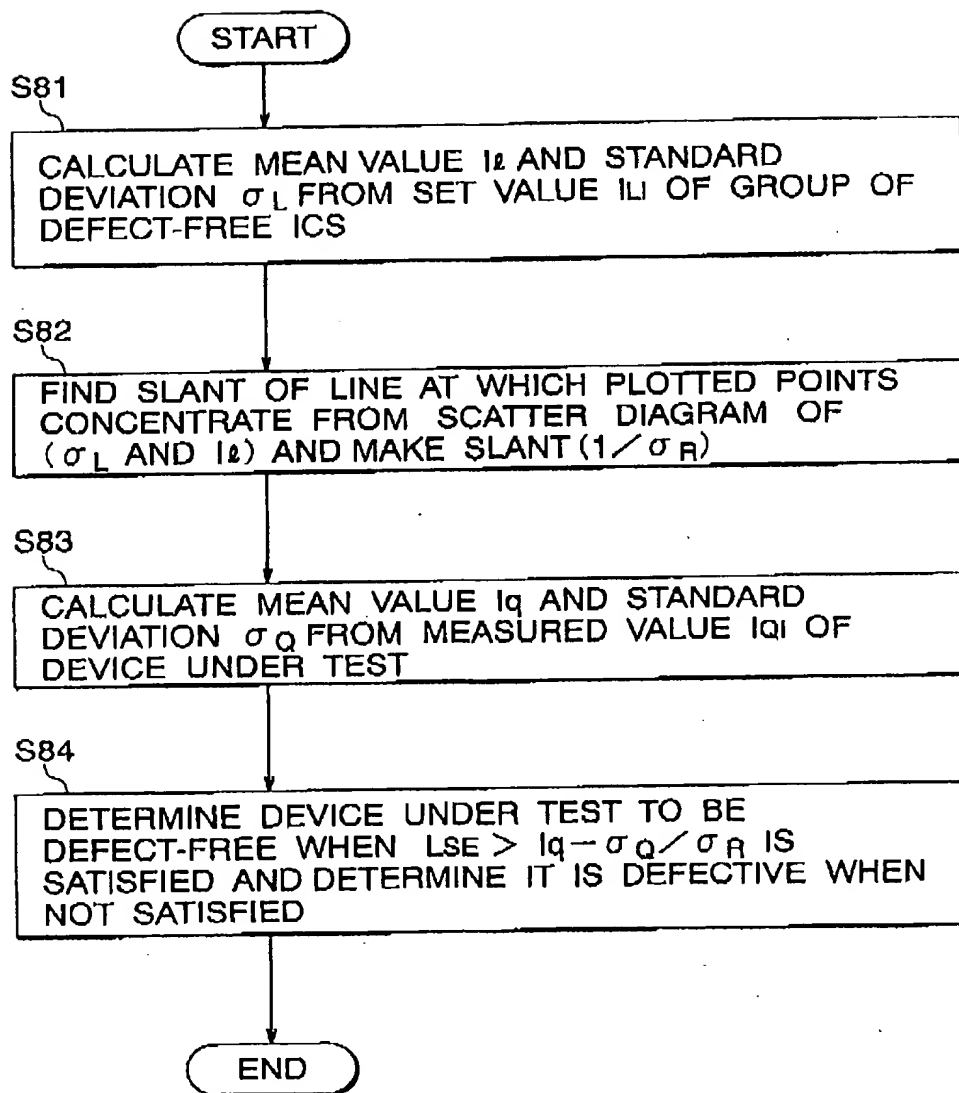 START
S81
CALCULATE MEAN VALUE Iℓ AND STANDARD
DEVIATION σL FROM SET VALUE ILI OF GROUP OF
DEFECT-FREE ICS
S82
FIND SLANT OF LINE AT WHICH PLOTTED POINTS
CONCENTRATE FROM SCATTER DIAGRAM OF
(σL AND Iℓ) AND MAKE SLANT (1/σR)
S83
CALCULATE MEAN VALUE Iq AND STANDARD
DEVIATION σQ FROM MEASURED VALUE IQI OF
DEVICE UNDER TEST
S84
DETERMINE DEVICE UNDER TEST TO BE
DEFECT-FREE WHEN LSE > Iq-σQ/σR IS
SATISFIED AND DETERMINE IT IS DEFECTIVE WHEN
NOT SATISFIED
END